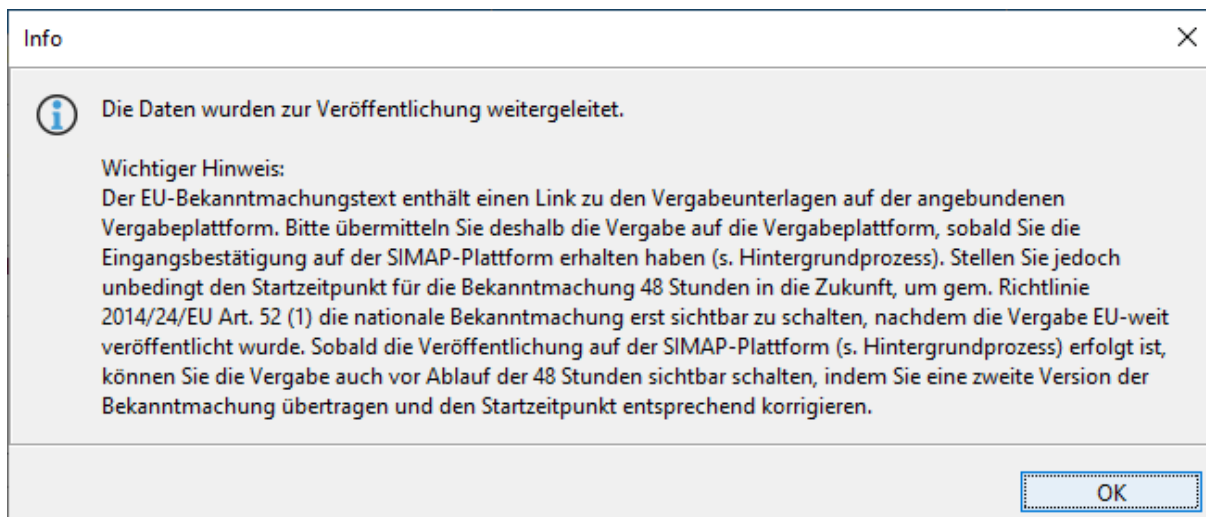 Info
Die Daten wurden zur Veröffentlichung weitergeleitet.
Wichtiger Hinweis:
Der EU-Bekanntmachungstext enthält einen Link zu den Vergabeunterlagen auf der angebundenen
Vergabeplattform. Bitte übermitteln Sie deshalb die Vergabe auf die Vergabeplattform, sobald Sie die
Eingangsbestätigung auf der SIMAP-Plattform erhalten haben (s. Hintergrundprozess). Stellen Sie jedoch
unbedingt den Startzeitpunkt für die Bekanntmachung 48 Stunden in die Zukunft, um gem. Richtlinie
2014/24/EU Art. 52 (1) die nationale Bekanntmachung erst sichtbar zu schalten, nachdem die Vergabe EU-weit
veröffentlicht wurde. Sobald die Veröffentlichung auf der SIMAP-Plattform (s. Hintergrundprozess) erfolgt ist,
können Sie die Vergabe auch vor Ablauf der 48 Stunden sichtbar schalten, indem Sie eine zweite Version der
Bekanntmachung übertragen und den Startzeitpunkt entsprechend korrigieren.
OK